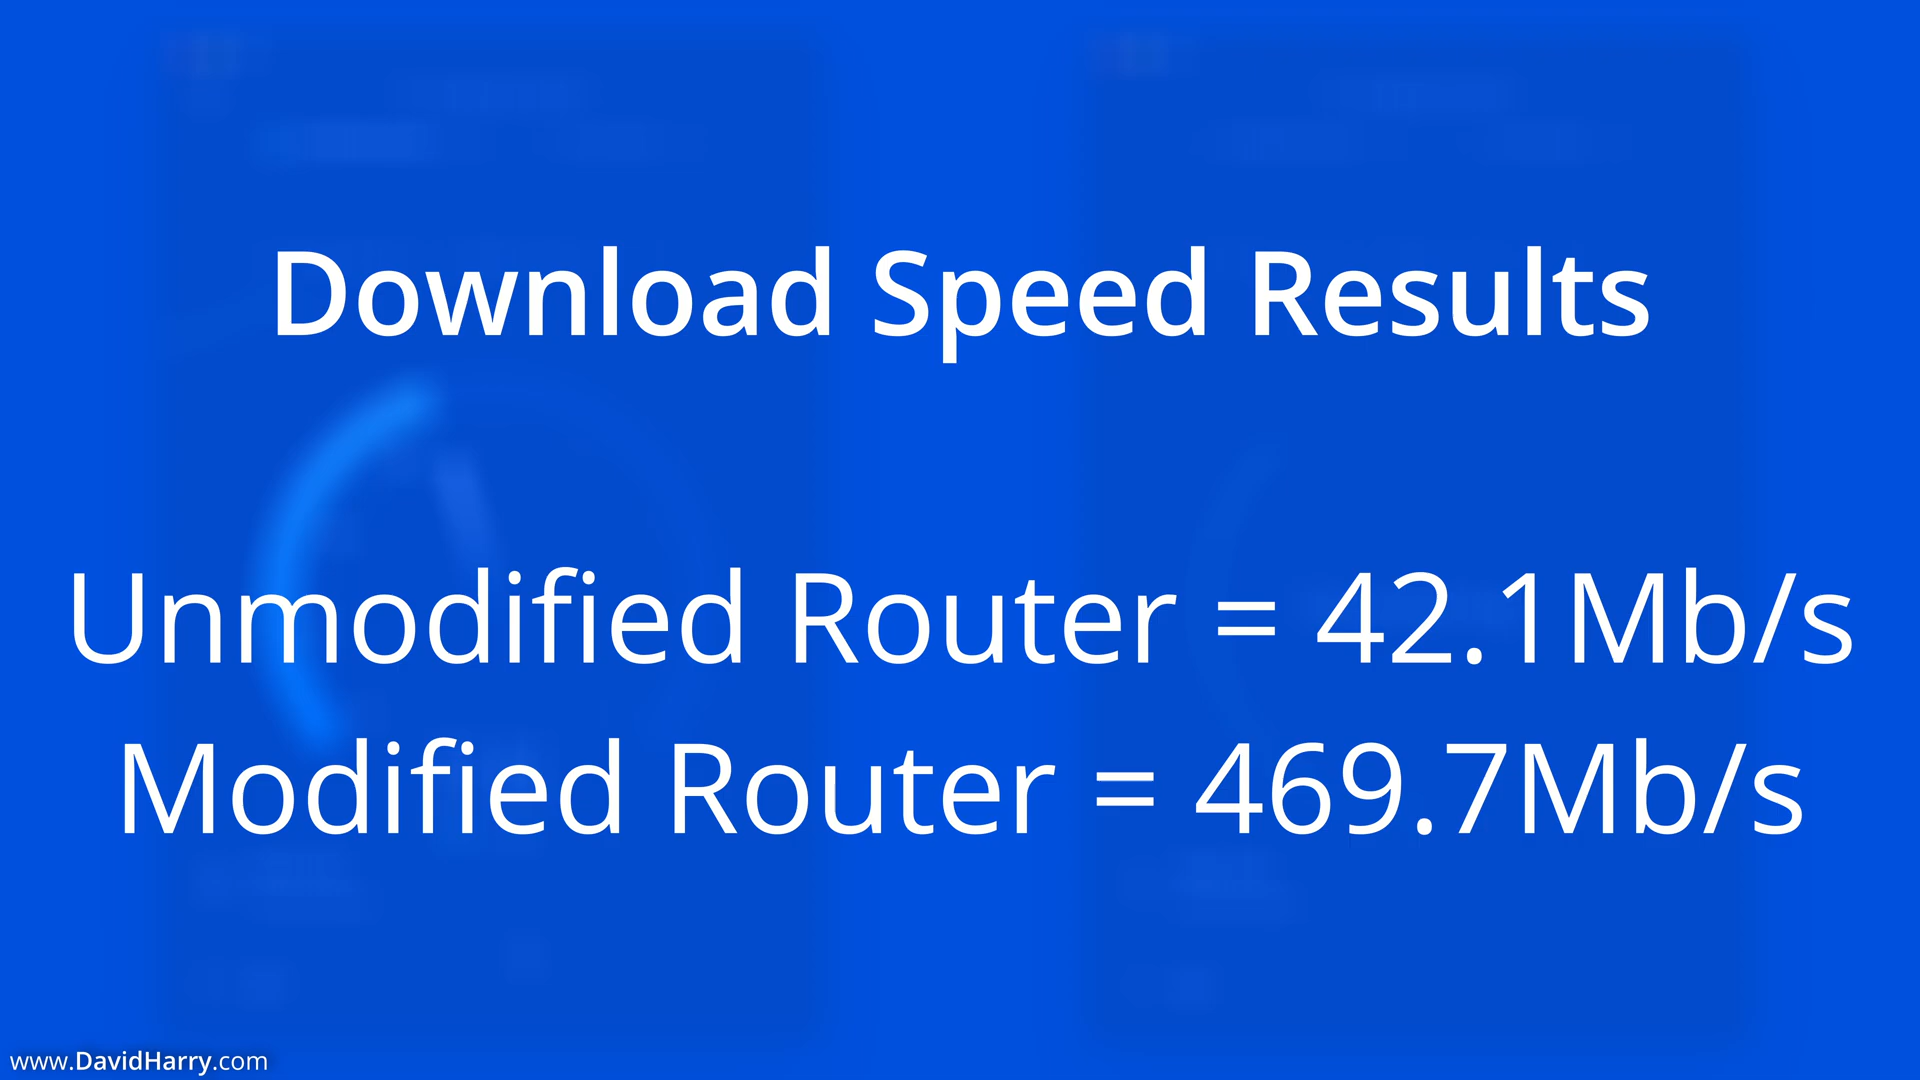 Download Speed Results
Unmodified Router = 42.1Mb/s
Modified Router = 469.7Mb/s
www.DavidHarry.com